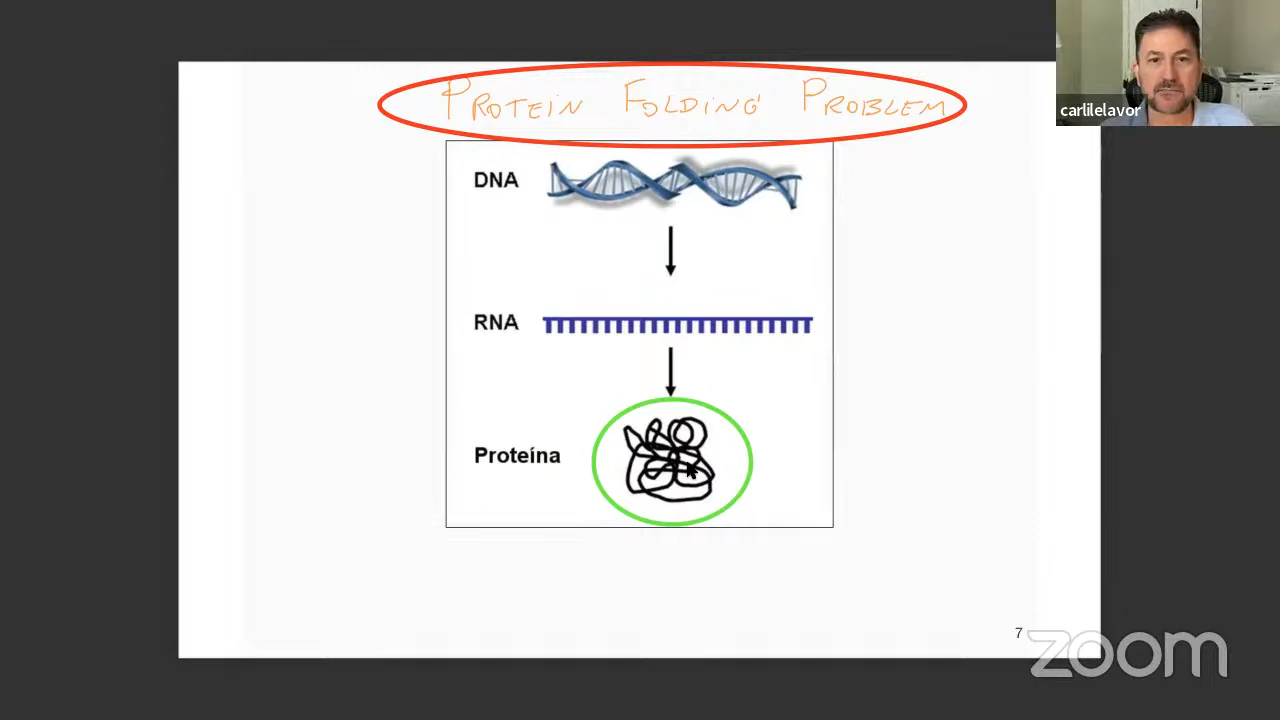 PROTEIN FOLDING PROBLEM
carlilelavor
DNA
RNA
Proteína
7
zoom